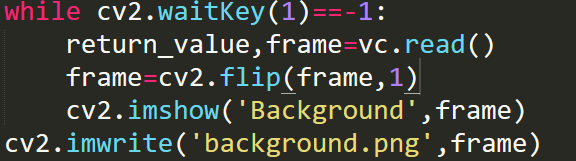 while cv2.waitKey(1)==-1:
    return_value,frame=vc.read()
    frame=cv2.flip(frame,1)
    cv2.imshow('Background',frame)
cv2.imwrite('background.png',frame)